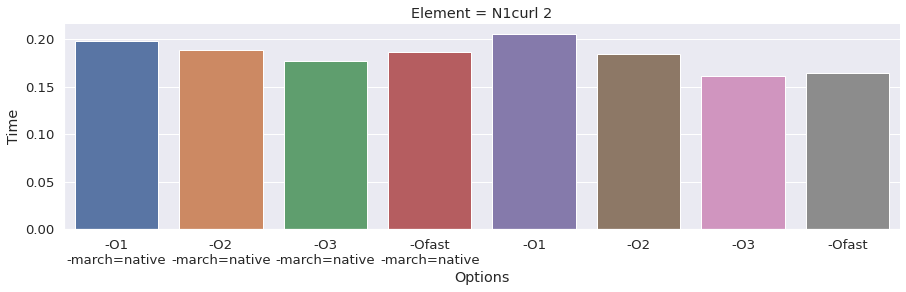 Element = N1curl 2
Time
0.20
0.15
0.10
0.05
0.00
-O1
-march=native
-O2
-march=native
-O3
-march=native
-Ofast
-march=native
-O1
-O2
-O3
-Ofast
Options